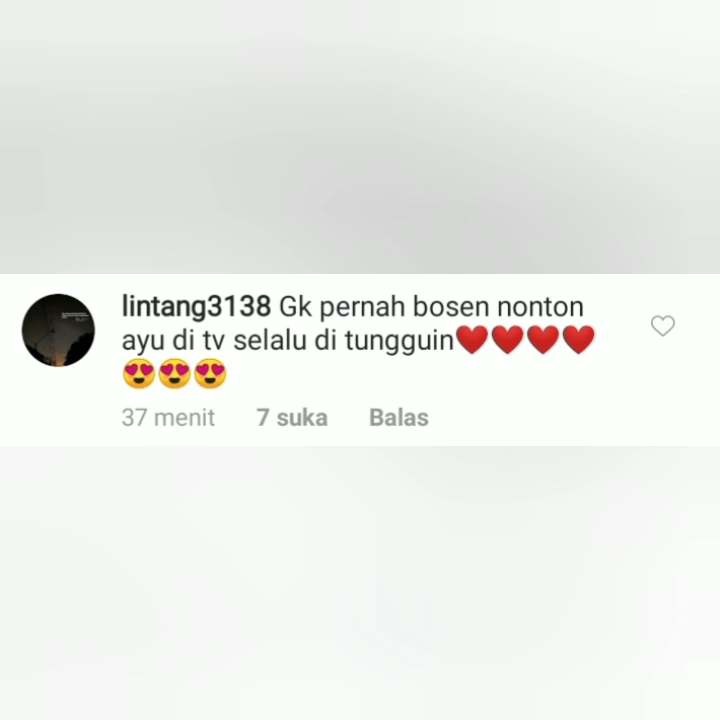 lintang3138 Gk pernah bosen nonton
ayu di tv selalu di tungguin❤️❤️❤️❤️
😍😍😍
37 menit 7 suka Balas